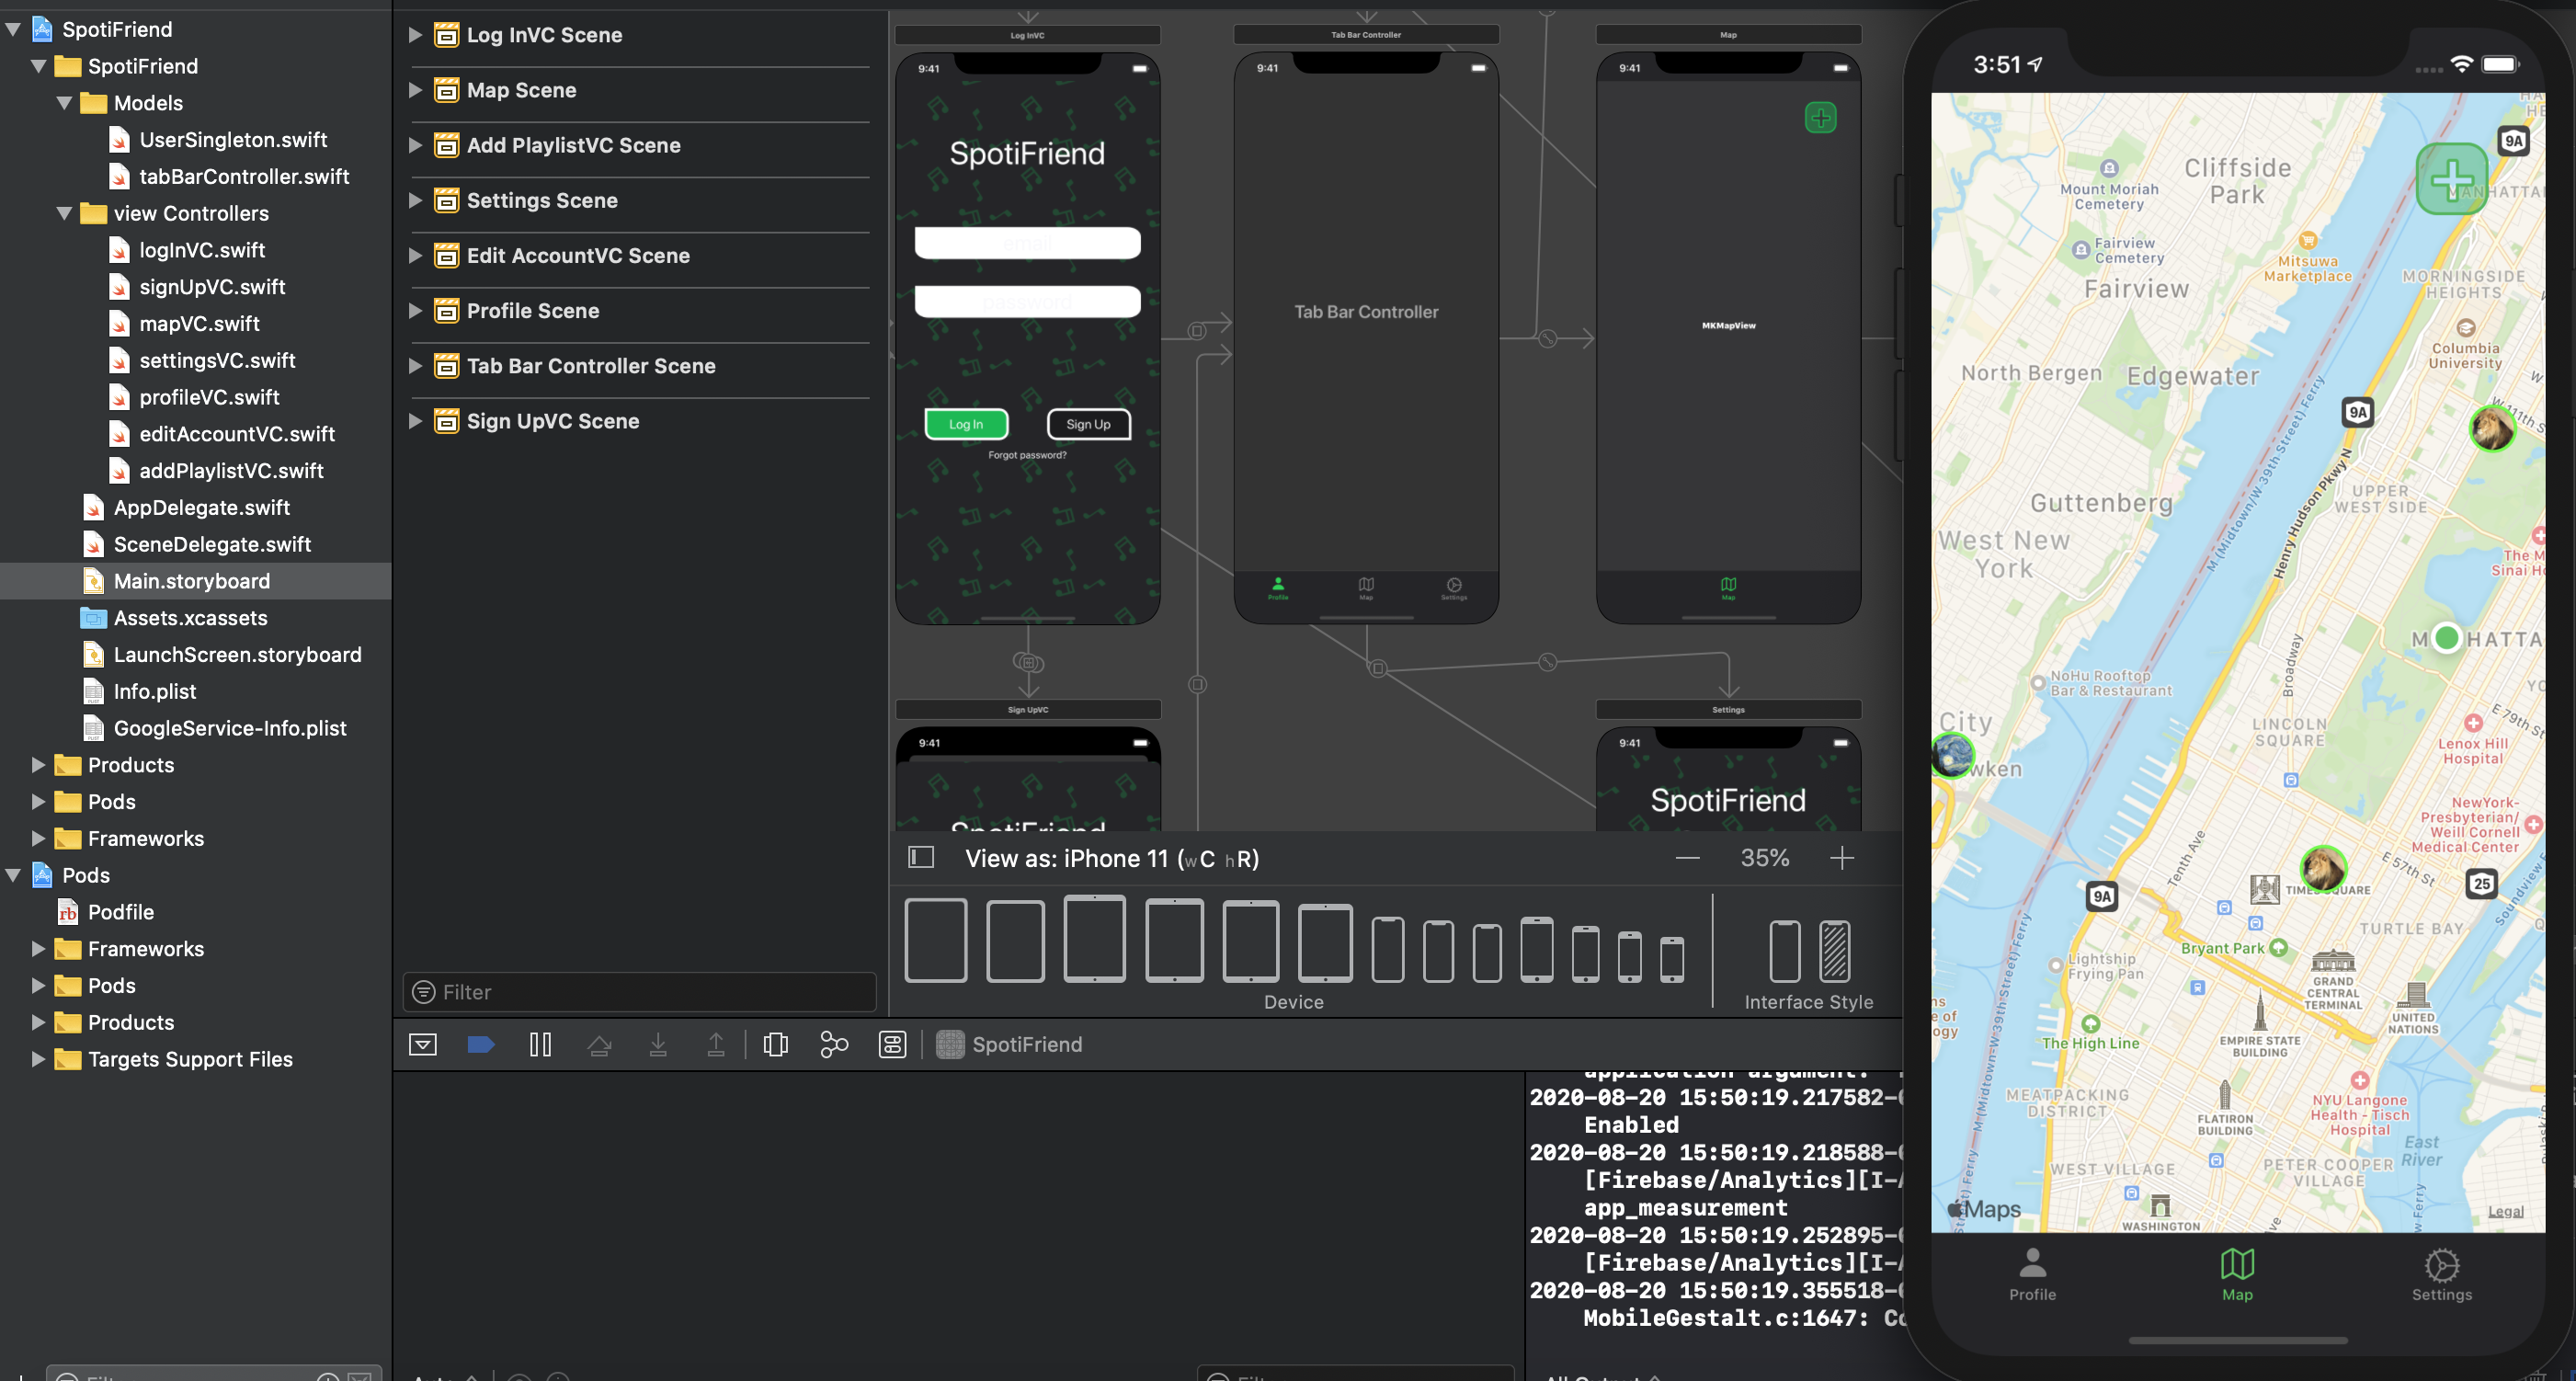 SpotiFriend
SpotiFriend
Models
UserSingleton.swift
tabBarController.swift
view Controllers
logInVC.swift
signUpVC.swift
mapVC.swift
settingsVC.swift
profileVC.swift
editAccountVC.swift
addPlaylistVC.swift
AppDelegate.swift
SceneDelegate.swift
Main.storyboard
Assets.xcassets
LaunchScreen.storyboard
Info.plist
GoogleService-Info.plist
Products
Pods
Frameworks
Pods
rb Podfile
Frameworks
Pods
Products
Targets Support Files
Log InVC Scene
Map Scene
Add PlaylistVC Scene
Settings Scene
Edit AccountVC Scene
Profile Scene
Tab Bar Controller Scene
Sign UpVC Scene
Filter
Log InVC
9:41
SpotiFriend
email
password
Log In
Sign Up
Forgot password?
Tab Bar Controller
9:41
Tab Bar Controller
Profile
Map
Settings
Map
9:41
MKMapView
Map
Sign UpVC
9:41
SpotiFriend
Settings
9:41
SpotiFriend
View as: iPhone 11 (wC hR)
35%
Device
Interface Style
SpotiFriend
application argument:
2020-08-20 15:50:19.217582-
Enabled
2020-08-20 15:50:19.218588-
[Firebase/Analytics][I-
app_measurement
2020-08-20 15:50:19.252895-
[Firebase/Analytics][I-
2020-08-20 15:50:19.355518-
MobileGestalt.c:1647:
3:51
Cliffside
Park
9A
Mount Moriah
Cemetery
Fairview
Cemetery
Mitsuwa
Marketplace
Fairview
MORNINGSIDE
HEIGHTS
Columbia
University
North Bergen
Edgewater
9A
W 111th S
Henry Hudson Pkwy N
M (Midtown/W 39th Street) Ferry
UPPER
WEST SIDE
Guttenberg
West New
York
The M
Sinai H
Broadway
NoHu Rooftop
Bar & Restaurant
City
wken
LINCOLN
SQUARE
E 79th St
Lenox Hill
Hospital
NewYork-
Presbyterian/
Weill Cornell
Medical Center
Tenth Ave
E 57th St
25
9A
TURTLE BAY
Bryant Park
Lightship
Frying Pan
GRAND
CENTRAL
TERMINAL
UNITED
NATIONS
EMPIRE STATE
BUILDING
The High Line
MEATPACKING
DISTRICT
FLATIRON
BUILDING
NYU Langone
Health - Tisch
Hospital
East
River
WEST VILLAGE
PETER COOPER
VILLAGE
WASHINGTON
Maps
Legal
Profile
Map
Settings